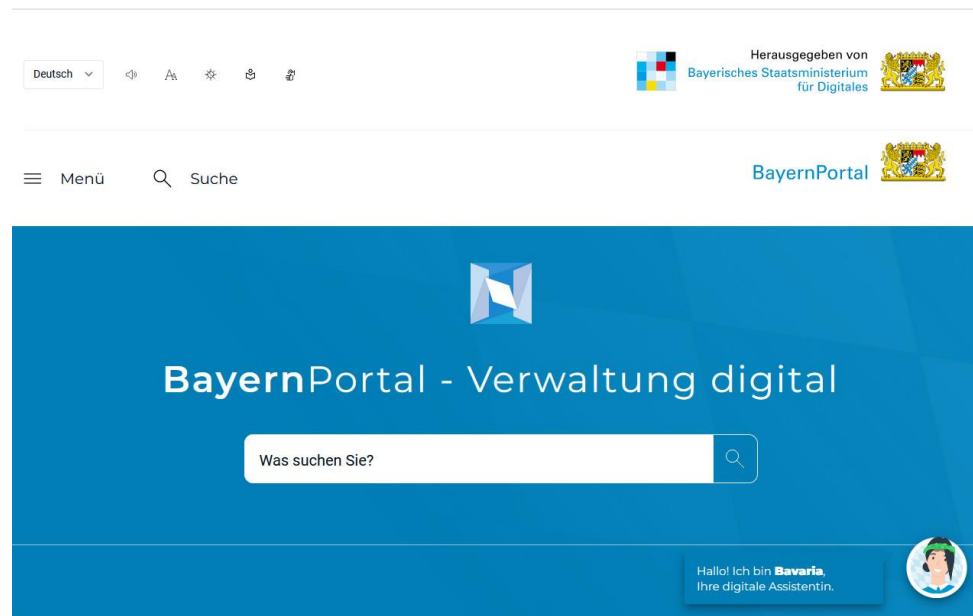 Deutsch
Herausgegeben von
Bayerisches Staatsministerium
für Digitales
Menü
Suche
BayernPortal
BayernPortal - Verwaltung digital
Was suchen Sie?
Hallo! Ich bin Bavaria,
Ihre digitale Assistentin.